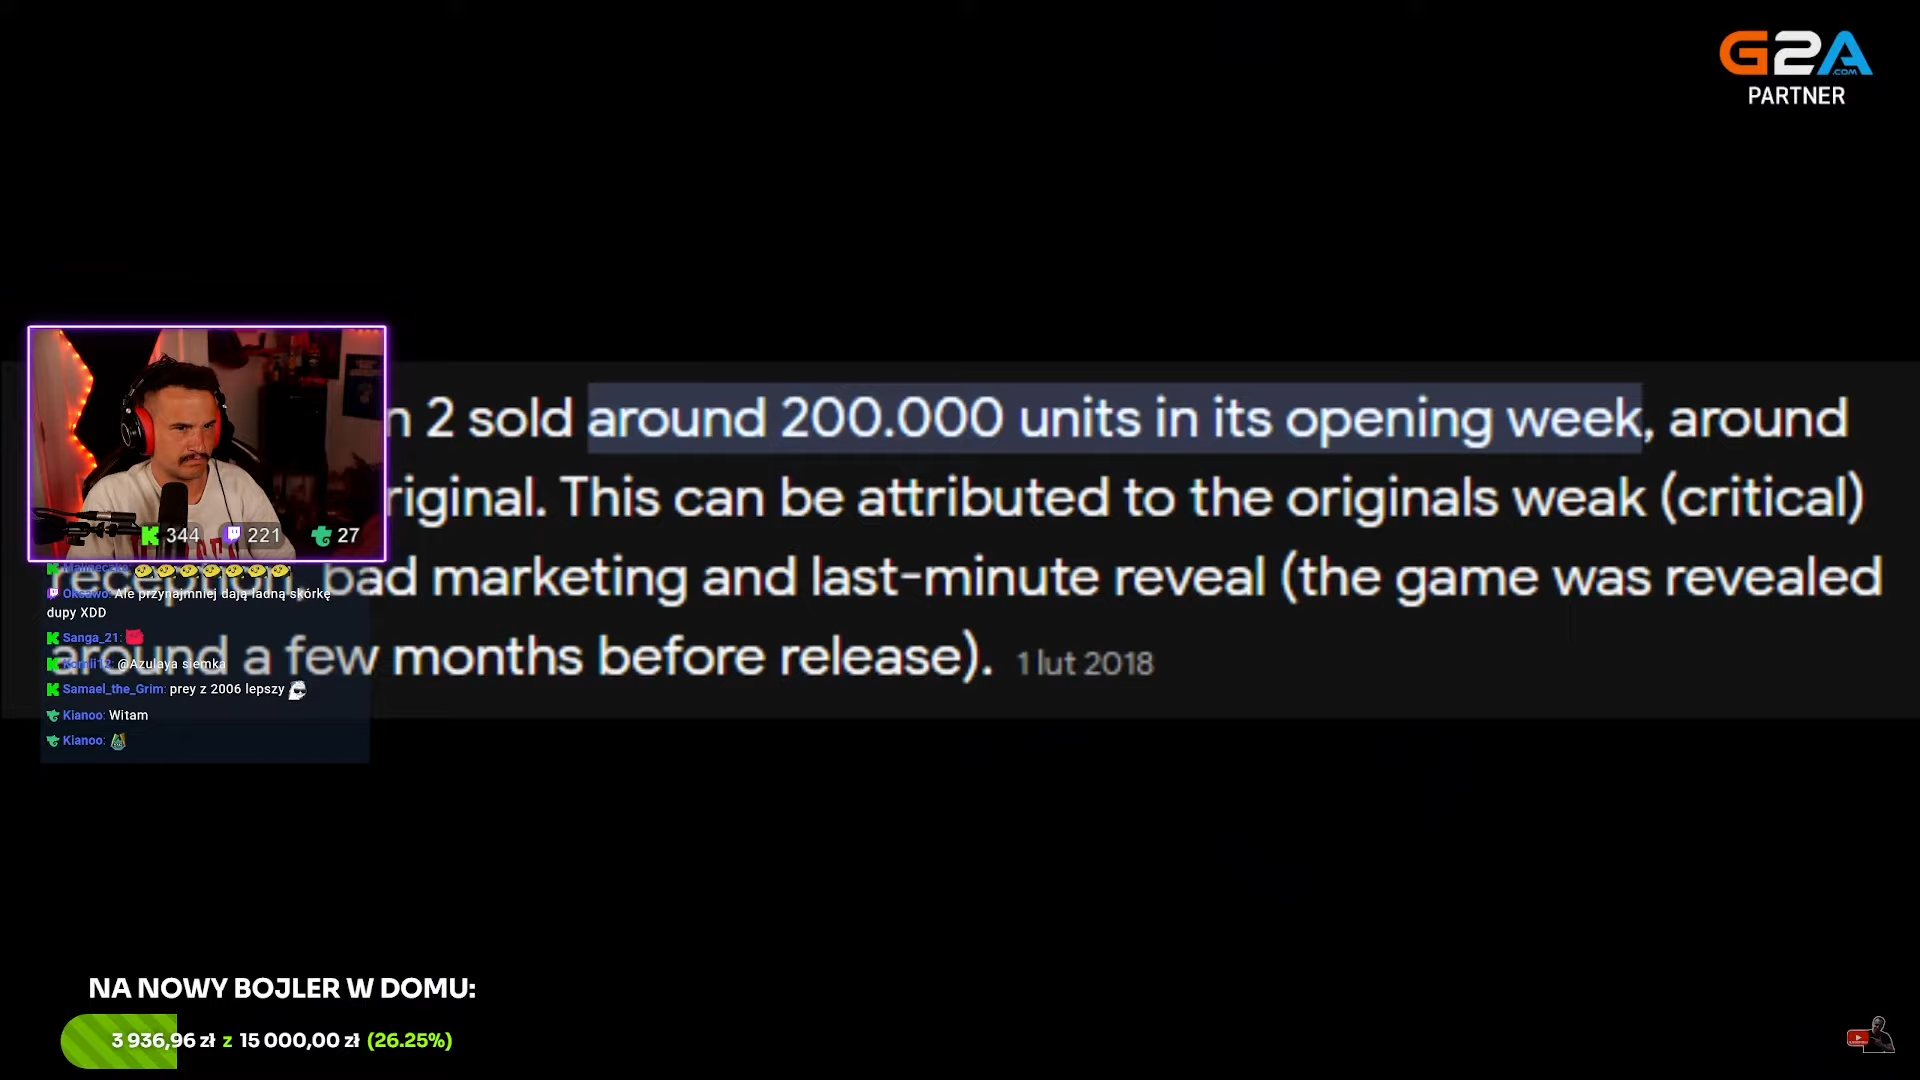 G2A
.COM
PARTNER
n 2 sold around 200.000 units in its opening week, around
riginal. This can be attributed to the originals weak (critical)
reception, bad marketing and last-minute reveal (the game was revealed
around a few months before release). 1 lut 2018
344 221 27
Malineczka:
Okcawo: Ale przynajmniej dają ładną skórkę
dupy XDD
Sanga_21:
@Azulaya siemka
Samael_the_Grim: prey z 2006 lepszy
Kianoo: Witam
Kianoo:
NA NOWY BOJLER W DOMU:
3 936,96 zł z 15 000,00 zł (26.25%)